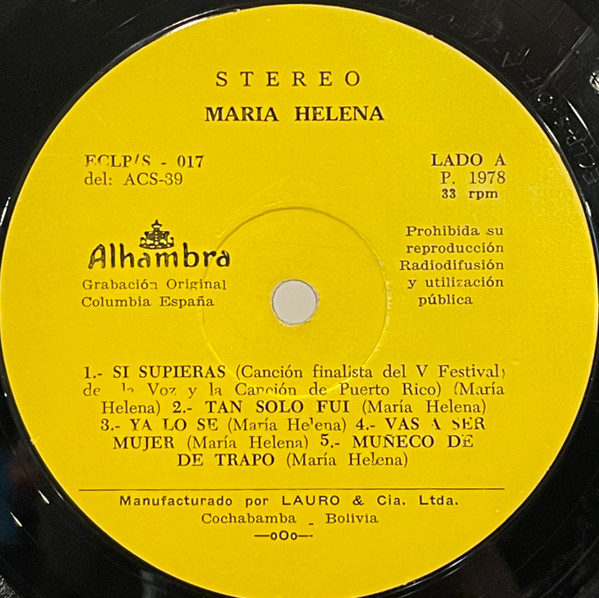 STEREO
MARIA HELENA
ECLP/S - 017
del: ACS-39
LADO A
P. 1978
33 rpm
Alhambra
Grabación Original
Columbia España
Prohibida su
reproducción
Radiodifusión
y utilización
pública
1.- SI SUPIERAS (Canción finalista del V Festival
de la Voz y la Canción de Puerto Rico) (María
Helena) 2.- TAN SOLO FUI (María Helena)
3.- YA LO SE (María Helena) 4.- VAS A SER
MUJER (María Helena) 5.- MUÑECO DE
DE TRAPO (María Helena)
Manufacturado por LAURO & Cia. Ltda.
Cochabamba - Bolivia
—oOo—